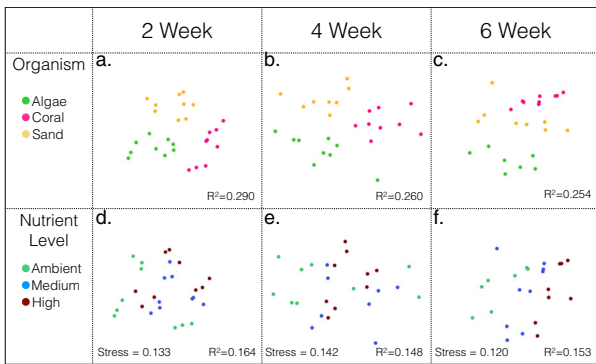 2 Week
4 Week
6 Week
Organism
Algae
Coral
Sand
a.
R²=0.290
b.
R²=0.260
c.
R²=0.254
Nutrient
Level
Ambient
Medium
High
d.
Stress = 0.133 R²=0.164
e.
Stress = 0.142 R²=0.148
f.
Stress = 0.120 R²=0.153